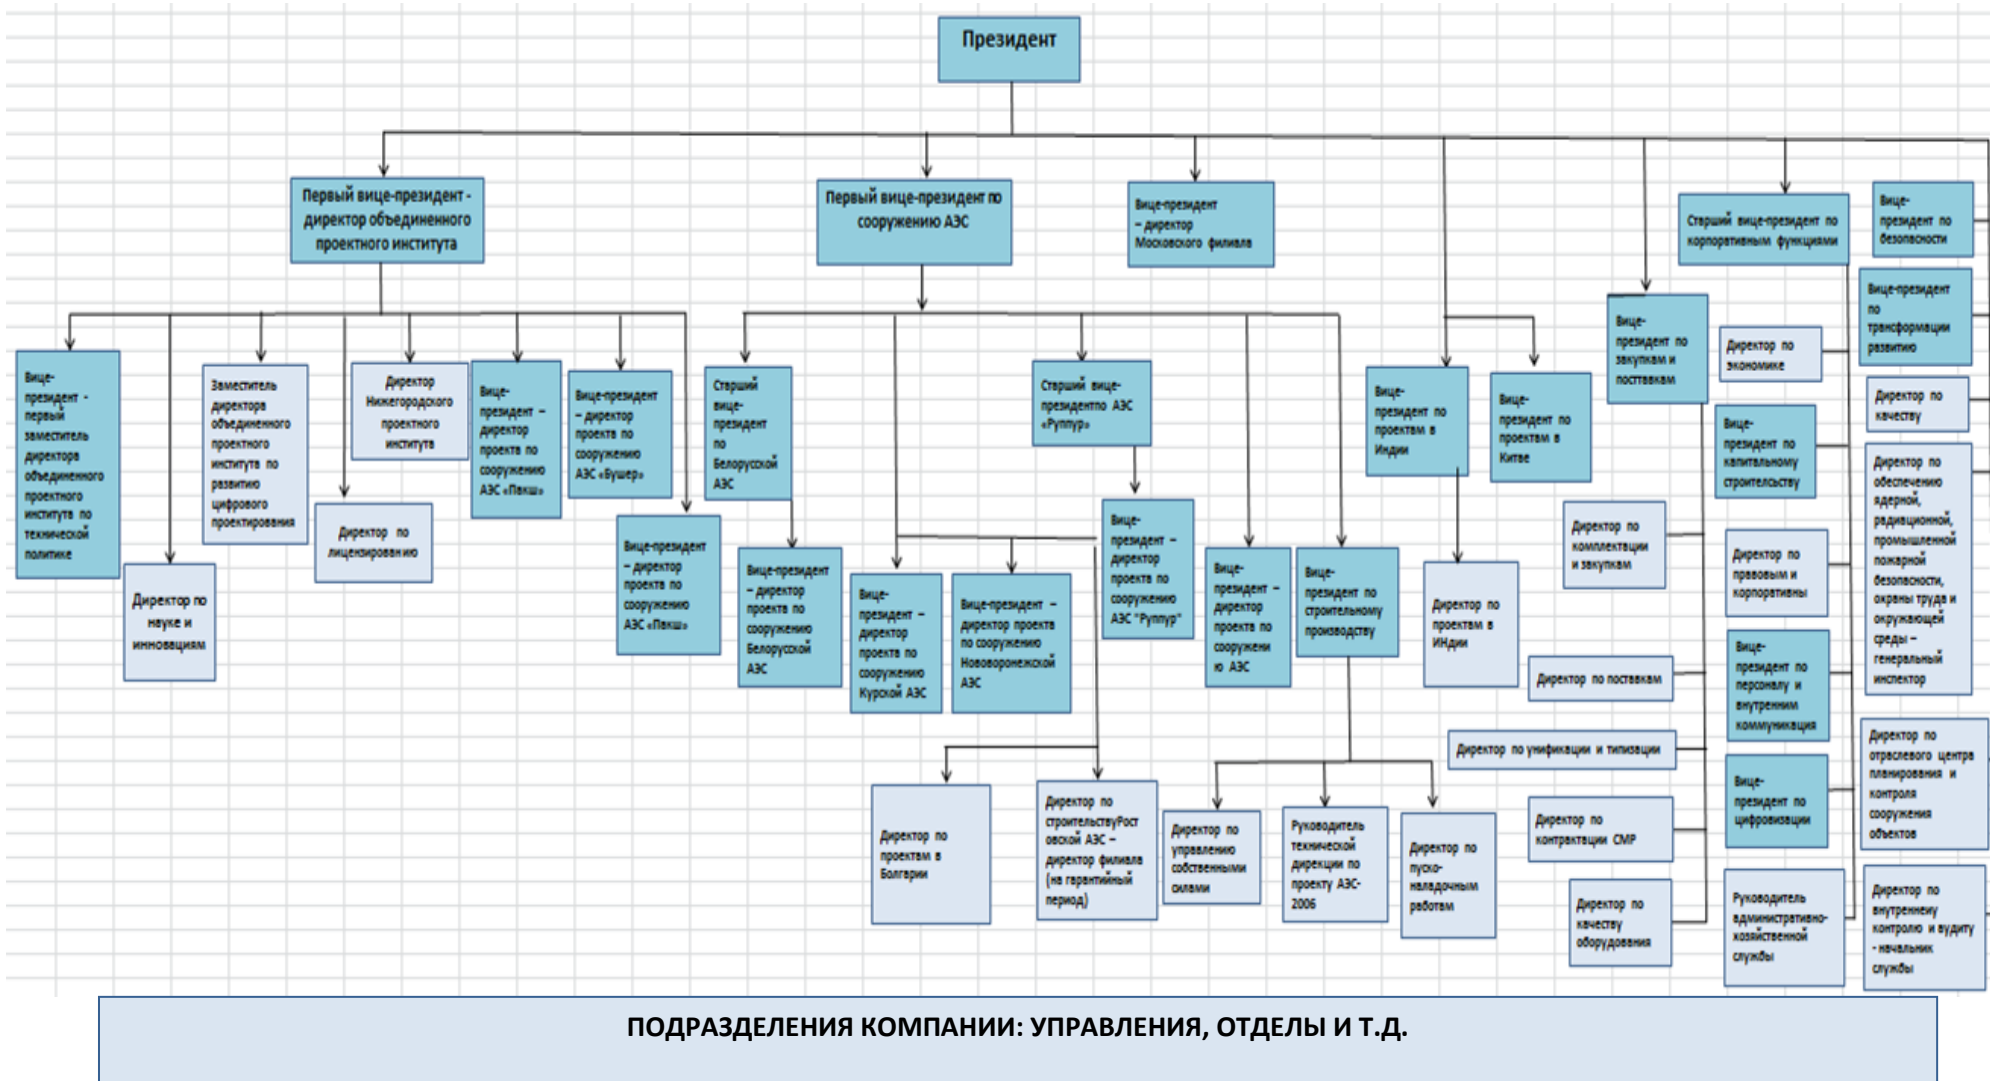 Президент
Первый вице-президент -
директор объединенного
проектного института
Первый вице-президент по
сооружению АЭС
Вице-президент
– директор
Московского филиала
Старший вице-президент по
корпоративным функциями
Вице-
президент по
безопасности
Вице-президент
по
трансформации
развитию
Вице-
президент -
первый
заместитель
директора
объединенного
проектного
института по
технической
политике
Директор по
науке и
инновациям
Заместитель
директора
объединенного
проектного
института по
развитию
цифрового
проектирования
Директор по
лицензированию
Директор
Нижегородского
проектного
института
Вице-
президент –
директор
проекта по
сооружению
АЭС «Пакш»
Вице-президент
– директор
проекта по
сооружению
АЭС «Бушер»
Вице-президент
– директор
проекта по
сооружению
АЭС «Пакш»
Старший
вице-
президент
по
Белорусской
АЭС
Вице-президент
– директор
проекта по
сооружению
Белорусской
АЭС
Вице-
президент –
директор
проекта по
сооружению
Курской АЭС
Вице-президент –
директор проекта
по сооружению
Нововоронежской
АЭС
Старший вице-
президентпо АЭС
«Руппур»
Вице-
президент –
директор
проекта по
сооружению
АЭС "Руппур"
Вице-
президент –
директор
проекта по
сооружени
ю АЭС
Вице-
президент по
строительному
производству
Вице-
президент по
проектам в
Индии
Вице-
президент по
проектам в
Китае
Директор по
проектам в
ИНдии
Вице-
президент по
закупкам и
посттавкам
Директор по
экономике
Вице-
президент по
капитальному
строителсьству
Директор по
комплектации
и закупкам
Директор по
правовым и
корпоративны
Директор по поставкам
Вице-
президент по
персоналу и
внутренним
коммуникация
Директор по унификации и типизации
Вице-
президент по
цифровизации
Директор по
контрактации СМР
Директор по
качеству
оборудования
Руководитель
административно-
хозяйственной
службы
Директор по
качеству
Директор по
обеспечению
ядерной,
радиационной,
промышленной
пожарной
безопасности,
охраны труда и
окружающей
среды –
генеральный
инспектор
Директор по
отраслевого центра
планирования и
контроля
сооружения
объектов
Директор по
внутреннеиу
контролю и аудиту
- начальник
службы
Директор по
проектам в
Болгарии
Директор по
строительствуРост
овской АЭС –
директор филиала
(на гарантийный
период)
Директор по
управлению
собственными
силами
Руководитель
технической
дирекции по
проекту АЭС-
2006
Директор по
пуско-
наладочным
работам
ПОДРАЗДЕЛЕНИЯ КОМПАНИИ: УПРАВЛЕНИЯ, ОТДЕЛЫ И Т.Д.